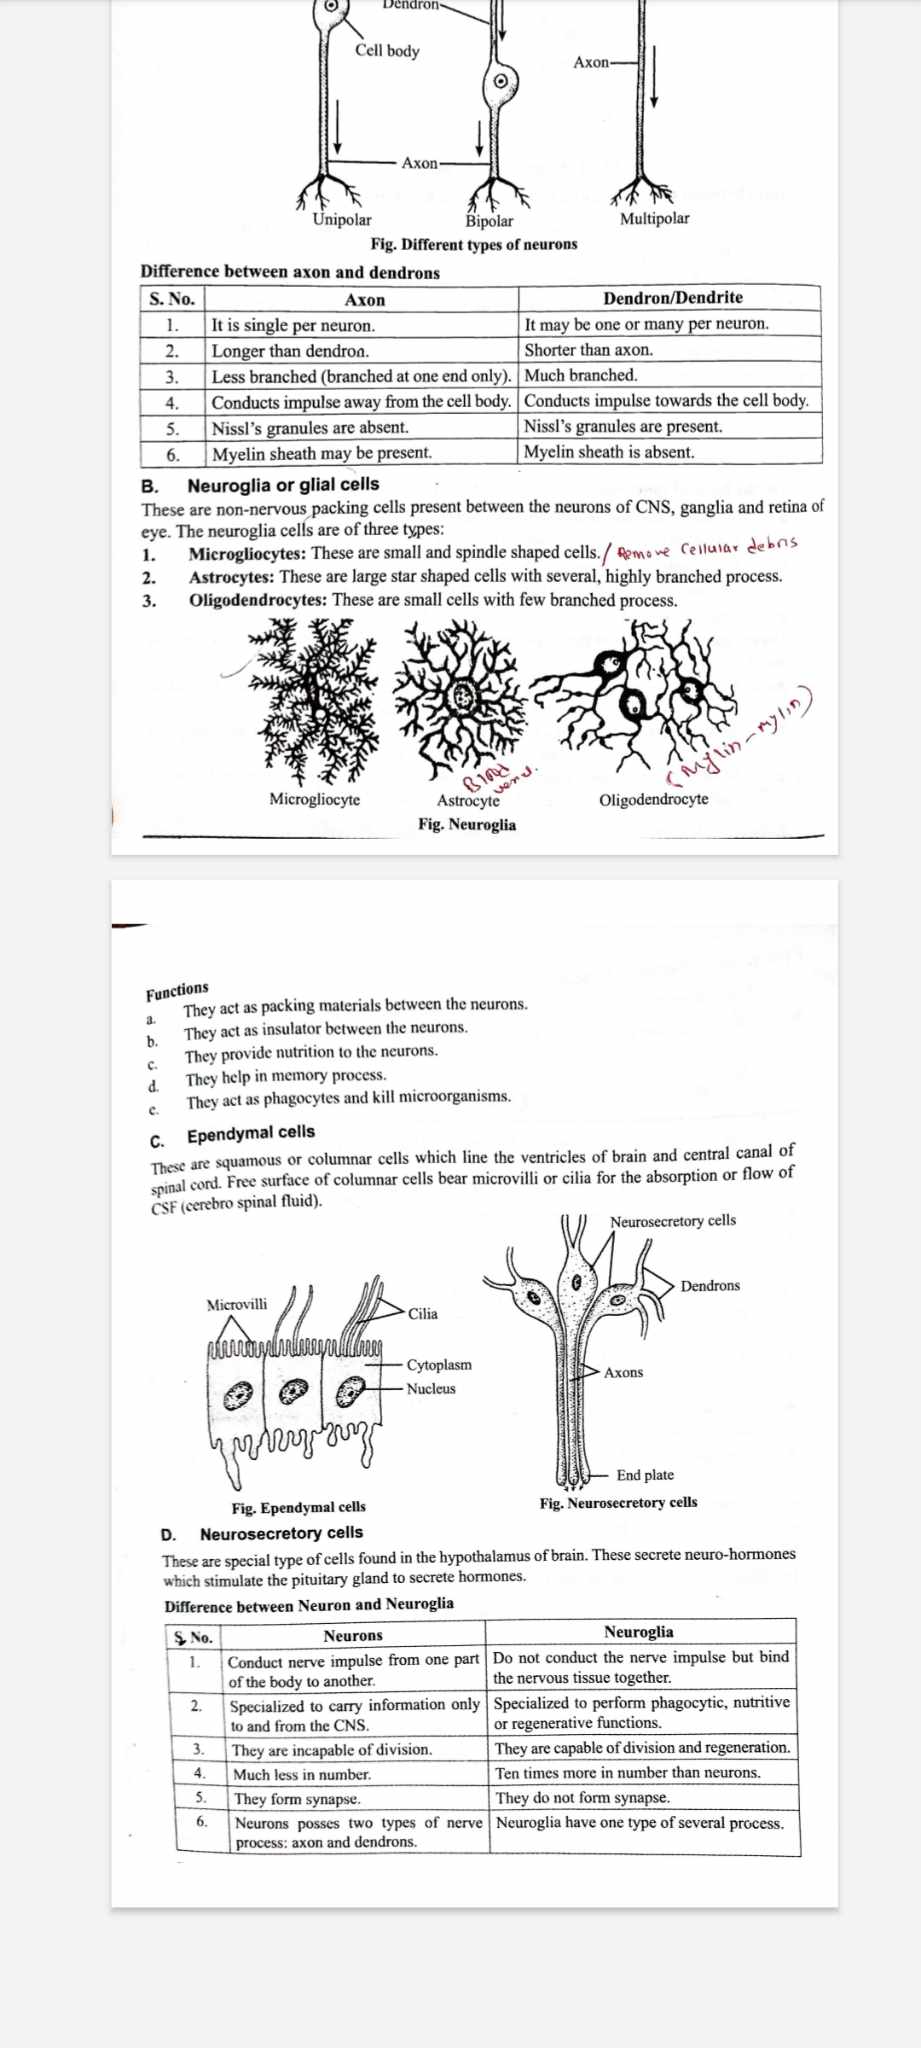 Dendron
Cell body
Axon
Axon
Unipolar Bipolar Multipolar
Fig. Different types of neurons
Difference between axon and dendrons
S. No. Axon Dendron/Dendrite
1. It is single per neuron. It may be one or many per neuron.
2. Longer than dendron. Shorter than axon.
3. Less branched (branched at one end only). Much branched.
4. Conducts impulse away from the cell body. Conducts impulse towards the cell body.
5. Nissl's granules are absent. Nissl's granules are present.
6. Myelin sheath may be present. Myelin sheath is absent.
B. Neuroglia or glial cells
These are non-nervous packing cells present between the neurons of CNS, ganglia and retina of
eye. The neuroglia cells are of three types:
1. Microgliocytes: These are small and spindle shaped cells. / Remove Cellular debris
2. Astrocytes: These are large star shaped cells with several, highly branched process.
3. Oligodendrocytes: These are small cells with few branched process.
(Mylin - mylin)
Blood
Microgliocyte Astrocyte Oligodendrocyte
Fig. Neuroglia
Functions
a. They act as packing materials between the neurons.
b. They act as insulator between the neurons.
c. They provide nutrition to the neurons.
d. They help in memory process.
e. They act as phagocytes and kill microorganisms.
C. Ependymal cells
These are squamous or columnar cells which line the ventricles of brain and central canal of
spinal cord. Free surface of columnar cells bear microvilli or cilia for the absorption or flow of
CSF (cerebro spinal fluid).
Neurosecretory cells
Dendrons
Microvilli
Cilia
Cytoplasm
Axons
Nucleus
End plate
Fig. Ependymal cells
Fig. Neurosecretory cells
D. Neurosecretory cells
These are special type of cells found in the hypothalamus of brain. These secrete neuro-hormones
which stimulate the pituitary gland to secrete hormones.
Difference between Neuron and Neuroglia
S. No. Neurons Neuroglia
1. Conduct nerve impulse from one part Do not conduct the nerve impulse but bind
of the body to another. the nervous tissue together.
2. Specialized to carry information only Specialized to perform phagocytic, nutritive
to and from the CNS. or regenerative functions.
3. They are incapable of division. They are capable of division and regeneration.
4. Much less in number. Ten times more in number than neurons.
5. They form synapse. They do not form synapse.
6. Neurons posses two types of nerve Neuroglia have one type of several process.
process: axon and dendrons.